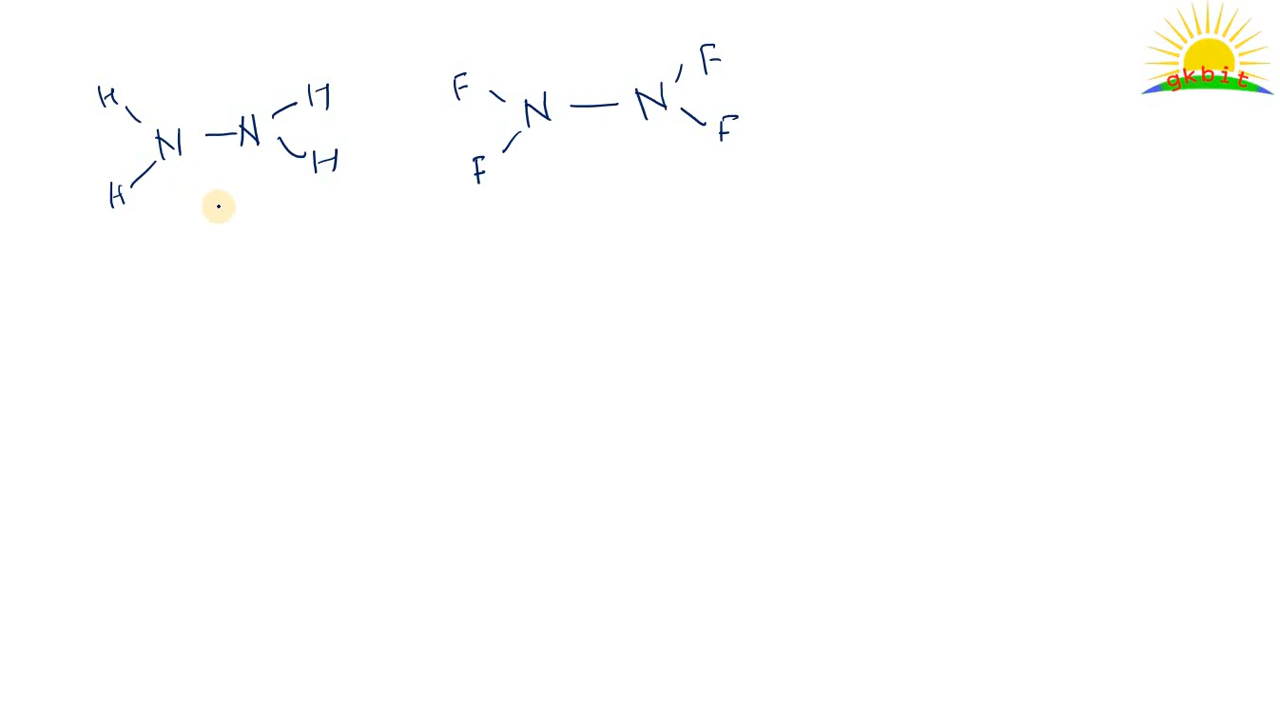 H N — N H H
F N — N F F
H F
gkbit